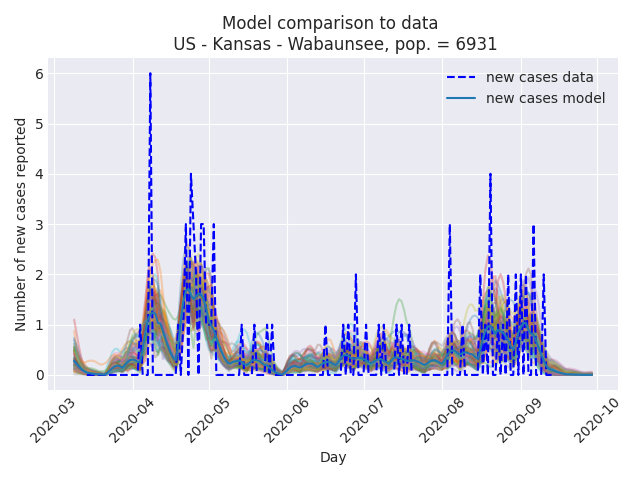 Model comparison to data
US - Kansas - Wabaunsee, pop. = 6931
new cases data
new cases model
Number of new cases reported
6
5
4
3
2
1
0
2020-03
2020-04
2020-05
2020-06
2020-07
2020-08
2020-09
2020-10
Day